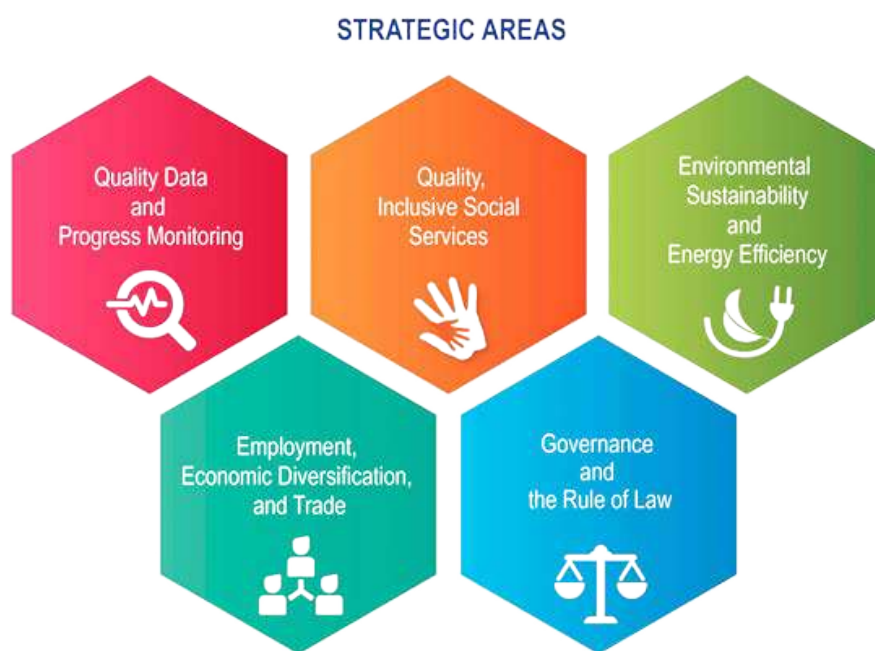 STRATEGIC AREAS
Quality Data
and
Progress Monitoring
Quality,
Inclusive Social
Services
Environmental
Sustainability
and
Energy Efficiency
Employment,
Economic Diversification,
and Trade
Governance
and
the Rule of Law